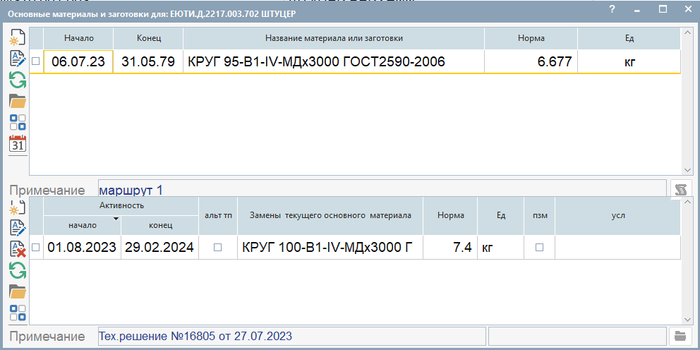 Основные материалы и заготовки для: ЕЮТИ.Д.2217.003.702 ШТУЦЕР
Начало Конец Название материала или заготовки Норма Ед
06.07.23 31.05.79 КРУГ 95-В1-IV-МДх3000 ГОСТ2590-2006 6.677 кг
31
Примечание маршрут 1
Активность
начало конец альт тп Замены текущего основного материала Норма Ед пзм усл
01.08.2023 29.02.2024 КРУГ 100-В1-IV-МДх3000 Г 7.4 кг
Примечание Тех.решение №16805 от 27.07.2023